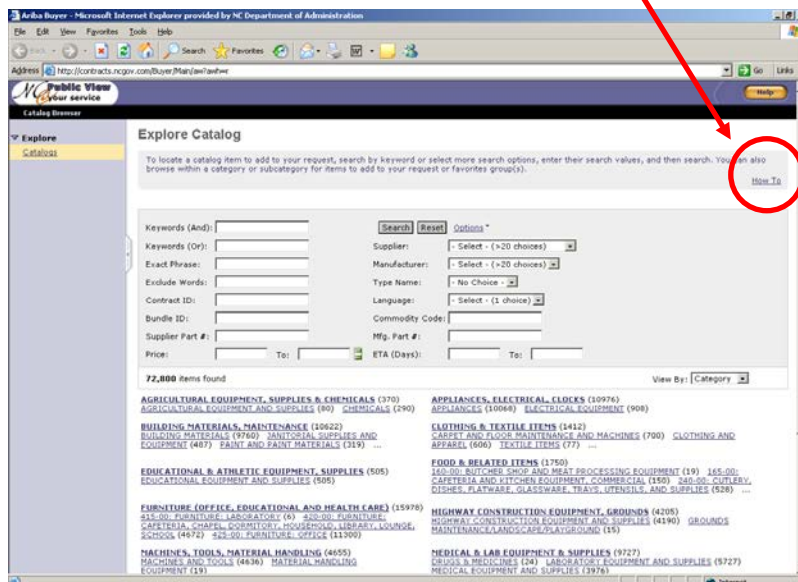 Ariba Buyer - Microsoft Internet Explorer provided by NC Department of Administration
File Edit View Favorites Tools Help
Back Search Favorites
Address http://contracts.ncgov.com/Buyer/Main/aw?awh=r Go Links
NC Public View
your service
Help
Catalog Browser
Explore
Catalogs
Explore Catalog
To locate a catalog item to add to your request, search by keyword or select more search options, enter their search values, and then search. You can also
browse within a category or subcategory for items to add to your request or favorites group(s).
How To
Keywords (And): Search Reset Options
Keywords (Or): Supplier: - Select - (>20 choices)
Exact Phrase: Manufacturer: - Select - (>20 choices)
Exclude Words: Type Name: - No Choice -
Contract ID: Language: - Select - (1 choice)
Bundle ID: Commodity Code:
Supplier Part #: Mfg. Part #:
Price: To: ETA (Days): To:
72,800 items found View By: Category
AGRICULTURAL EQUIPMENT, SUPPLIES & CHEMICALS (370)
AGRICULTURAL EQUIPMENT AND SUPPLIES (80) CHEMICALS (290)
APPLIANCES, ELECTRICAL, CLOCKS (10976)
APPLIANCES (10068) ELECTRICAL EQUIPMENT (908)
BUILDING MATERIALS, MAINTENANCE (10622)
BUILDING MATERIALS (9760) JANITORIAL SUPPLIES AND
EQUIPMENT (487) PAINT AND PAINT MATERIALS (319) ...
CLOTHING & TEXTILE ITEMS (1412)
CARPET AND FLOOR MAINTENANCE AND MACHINES (700) CLOTHING AND
APPAREL (606) TEXTILE ITEMS (77) ...
EDUCATIONAL & ATHLETIC EQUIPMENT, SUPPLIES (505)
EDUCATIONAL EQUIPMENT AND SUPPLIES (505)
FOOD & RELATED ITEMS (1750)
160-00: BUTCHER SHOP AND MEAT PROCESSING EQUIPMENT (19) 165-00:
CAFETERIA AND KITCHEN EQUIPMENT, COMMERCIAL (150) 240-00: CUTLERY,
DISHES, FLATWARE, GLASSWARE, TRAYS, UTENSILS, AND SUPPLIES (528) ...
FURNITURE (OFFICE, EDUCATIONAL AND HEALTH CARE) (15978)
415-00: FURNITURE: LABORATORY (6) 420-00: FURNITURE:
CAFETERIA, CHAPEL, DORMITORY, HOUSEHOLD, LIBRARY, LOUNGE,
SCHOOL (4672) 425-00: FURNITURE: OFFICE (11300)
HIGHWAY CONSTRUCTION EQUIPMENT, GROUNDS (4205)
HIGHWAY CONSTRUCTION EQUIPMENT AND SUPPLIES (4190) GROUNDS
MAINTENANCE/LANDSCAPE/PLAYGROUND (15)
MACHINES, TOOLS, MATERIAL HANDLING (4655)
MACHINES AND TOOLS (4636) MATERIAL HANDLING
EQUIPMENT (19)
MEDICAL & LAB EQUIPMENT & SUPPLIES (9727)
DRUGS & MEDICINES (24) LABORATORY EQUIPMENT AND SUPPLIES (5727)
MEDICAL EQUIPMENT AND SUPPLIES (3976)
Internet